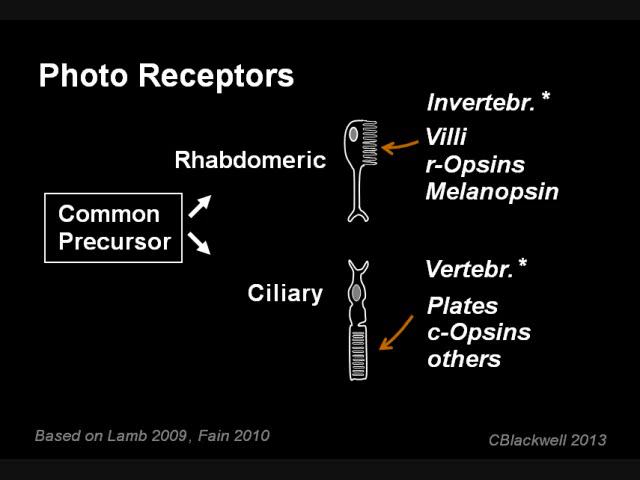 Photo Receptors
Invertebr. *
Villi
r-Opsins
Melanopsin
Rhabdomeric
Common
Precursor
Ciliary
Vertebr. *
Plates
c-Opsins
others
Based on Lamb 2009, Fain 2010
CBlackwell 2013